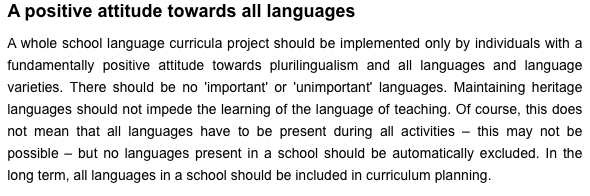 A positive attitude towards all languages
A whole school language curricula project should be implemented only by individuals with a
fundamentally positive attitude towards plurilingualism and all languages and language
varieties. There should be no 'important' or 'unimportant' languages. Maintaining heritage
languages should not impede the learning of the language of teaching. Of course, this does
not mean that all languages have to be present during all activities – this may not be
possible – but no languages present in a school should be automatically excluded. In the
long term, all languages in a school should be included in curriculum planning.